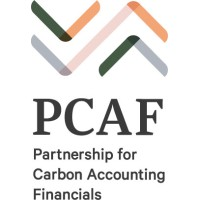 PCAF
Partnership for
Carbon Accounting
Financials